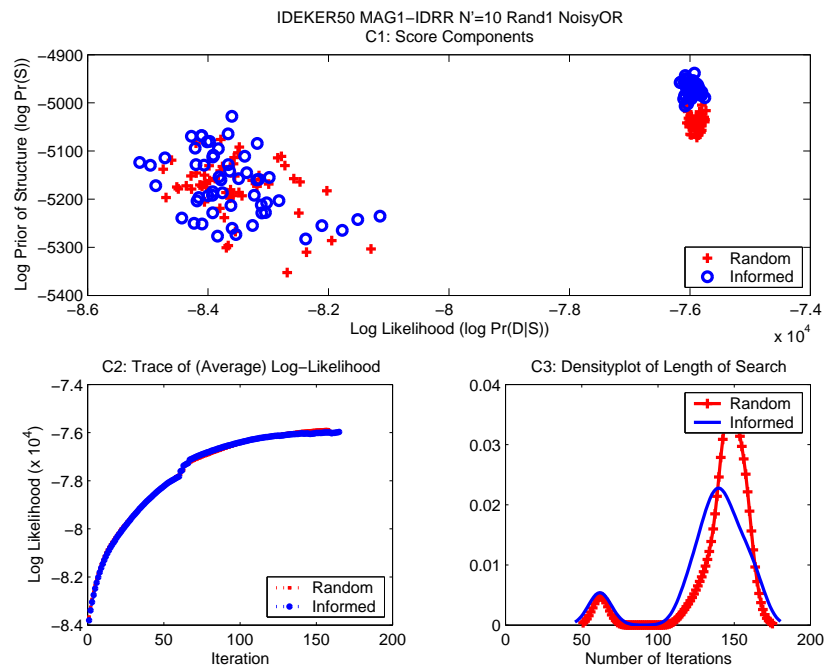 IDEKER50 MAG1−IDRR N'=10 Rand1 NoisyOR
C1: Score Components
−4900
−5000
−5100
−5200
−5300
−5400
Log Prior of Structure (log Pr(S))
−8.6
−8.4
−8.2
−8
−7.8
−7.6
−7.4
x 10^4
Log Likelihood (log Pr(D|S))
Random
Informed
C2: Trace of (Average) Log−Likelihood
−7.4
−7.6
−7.8
−8
−8.2
−8.4
Log Likelihood (x 10^4)
0
50
100
150
200
Iteration
Random
Informed
C3: Densityplot of Length of Search
0.04
0.03
0.02
0.01
0
0
50
100
150
200
Number of Iterations
Random
Informed